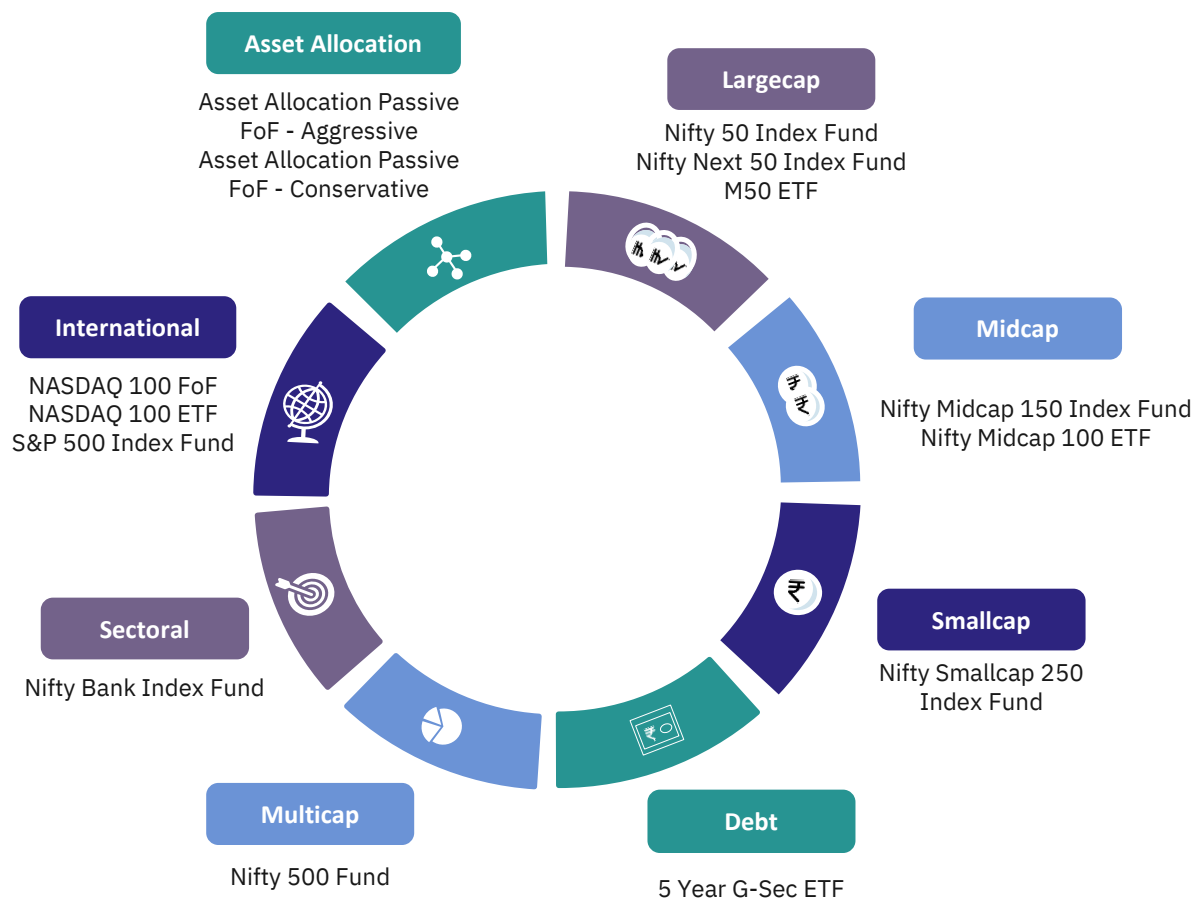 Asset Allocation
Asset Allocation Passive
FoF - Aggressive
Asset Allocation Passive
FoF - Conservative
Largecap
Nifty 50 Index Fund
Nifty Next 50 Index Fund
M50 ETF
Midcap
Nifty Midcap 150 Index Fund
Nifty Midcap 100 ETF
Smallcap
Nifty Smallcap 250
Index Fund
Debt
5 Year G-Sec ETF
Multicap
Nifty 500 Fund
Sectoral
Nifty Bank Index Fund
International
NASDAQ 100 FoF
NASDAQ 100 ETF
S&P 500 Index Fund